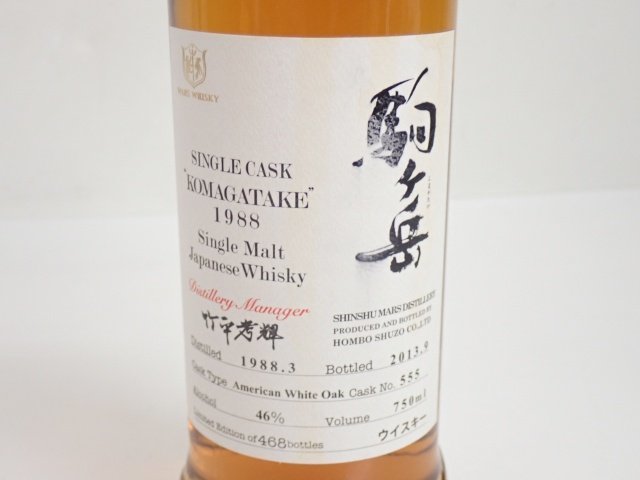 MARS WHISKY
駒ヶ岳
SINGLE CASK
"KOMAGATAKE"
1988
Single Malt
Japanese Whisky
Distillery Manager
竹平考輝
SHINSHU MARS DISTILLERY
PRODUCED AND BOTTLED BY
HOMBO SHUZO CO.,LTD
Distilled 1988.3 Bottled 2013.9
Cask Type American White Oak Cask No. 555
Alcohol 46% Volume 750ml
Limited Edition of 468bottles ウイスキー